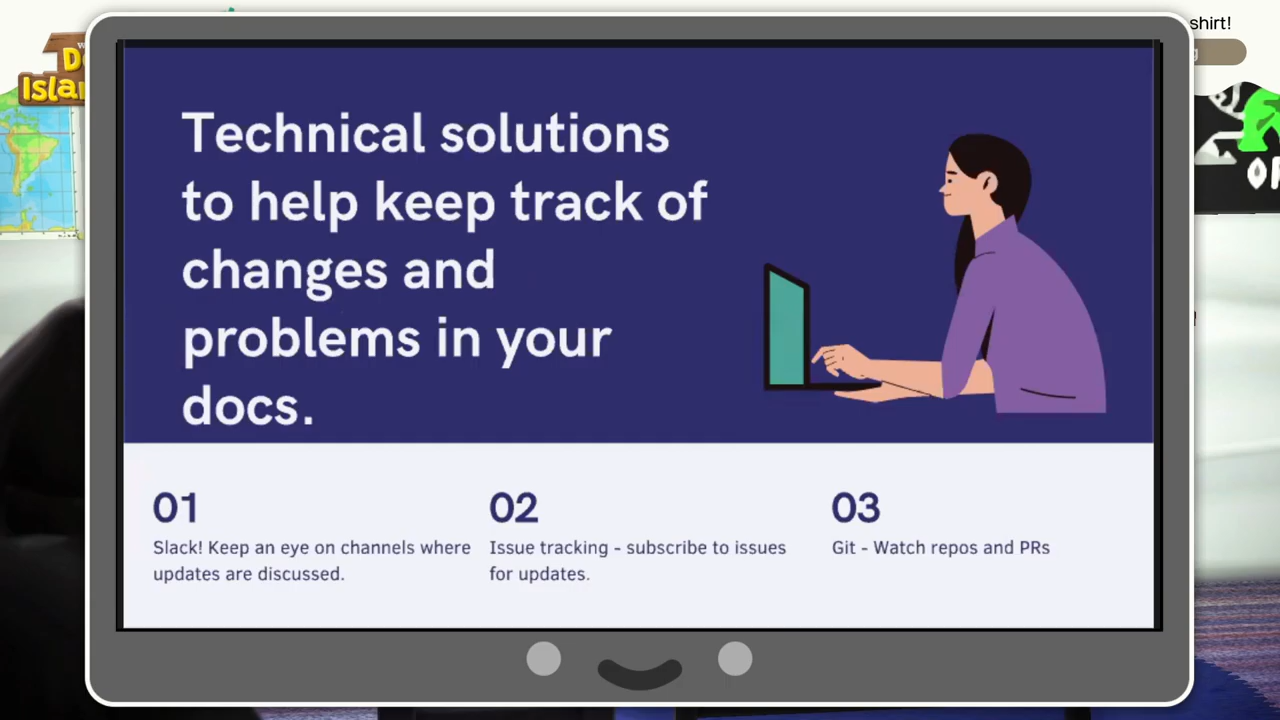 shirt!
Technical solutions
to help keep track of
changes and
problems in your
docs.
01
Slack! Keep an eye on channels where
updates are discussed.
02
Issue tracking - subscribe to issues
for updates.
03
Git - Watch repos and PRs